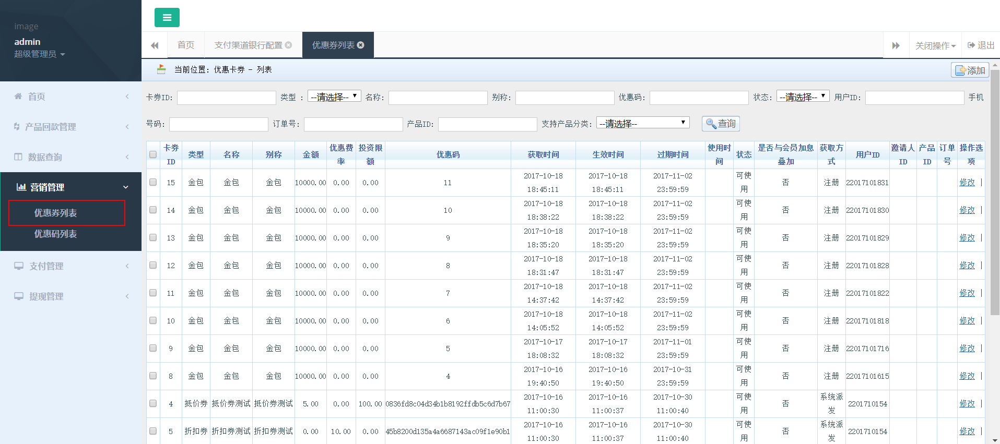 image
admin
超级管理员
首页
产品回款管理
数据查询
营销管理
优惠券列表
优惠码列表
支付管理
提现管理
首页 支付渠道银行配置 优惠券列表 关闭操作 退出
当前位置: 优惠卡券 - 列表 添加
卡券ID: 类型 : --请选择-- 名称: 别称: 优惠码: 状态: --请选择-- 用户ID: 手机
号码: 订单号: 产品ID: 支持产品分类: --请选择-- 查询
卡券ID 类型 名称 别称 金额 优惠费率 投资限额 优惠码 获取时间 生效时间 过期时间 使用时间 状态 是否与会员加息叠加 获取方式 用户ID 邀请人ID 产品ID 订单号 操作选项
15 金包 金包 金包 10000.00 0.00 0.00 11 2017-10-18 18:45:11 2017-10-18 18:45:11 2017-11-02 23:59:59 可使用 否 注册 22017101831 修改 |
14 金包 金包 金包 10000.00 0.00 0.00 10 2017-10-18 18:38:22 2017-10-18 18:38:22 2017-11-02 23:59:59 可使用 否 注册 22017101830 修改 |
13 金包 金包 金包 10000.00 0.00 0.00 9 2017-10-18 18:35:20 2017-10-18 18:35:20 2017-11-02 23:59:59 可使用 否 注册 22017101829 修改 |
12 金包 金包 金包 10000.00 0.00 0.00 8 2017-10-18 18:31:47 2017-10-18 18:31:47 2017-11-02 23:59:59 可使用 否 注册 22017101828 修改 |
11 金包 金包 金包 10000.00 0.00 0.00 7 2017-10-18 14:37:42 2017-10-18 14:37:42 2017-11-02 23:59:59 可使用 否 注册 22017101822 修改 |
10 金包 金包 金包 10000.00 0.00 0.00 6 2017-10-18 14:05:52 2017-10-18 14:05:52 2017-11-02 23:59:59 可使用 否 注册 22017101818 修改 |
9 金包 金包 金包 10000.00 0.00 0.00 5 2017-10-17 18:08:32 2017-10-17 18:08:32 2017-11-01 23:59:59 可使用 否 注册 22017101716 修改 |
8 金包 金包 金包 10000.00 0.00 0.00 4 2017-10-16 19:40:50 2017-10-16 19:40:50 2017-10-31 23:59:59 可使用 否 注册 22017101615 修改 |
4 抵价券 抵价券测试 抵价券测试 5.00 0.00 100.00 0836fd8c04d34b1b8192ffdb5c6d7b67 2017-10-16 11:00:30 2017-10-16 11:00:37 2017-10-30 11:00:40 可使用 否 系统派发 2201710154 修改 |
5 折扣券 折扣券测试 折扣券测试 0.00 10.00 0.00 45b8200d135a4a6687143ac09f1e90b1 2017-10-16 11:00:30 2017-10-16 11:00:37 2017-10-30 11:00:40 可使用 否 系统派发 2201710154 修改 |